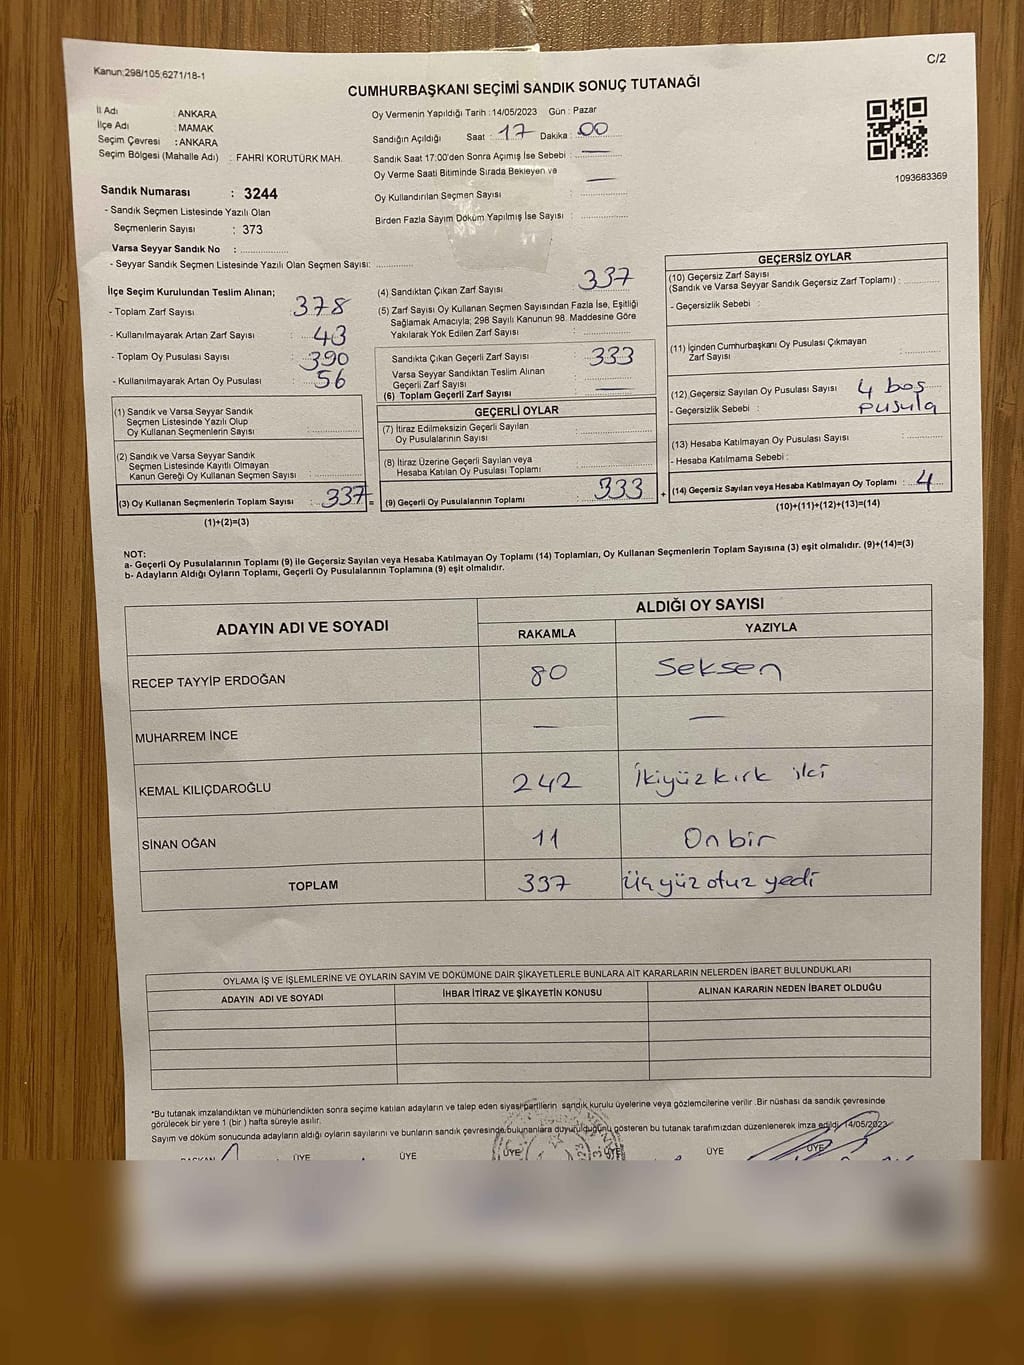 Kanun:298/105,6271/18-1
C/2
CUMHURBAŞKANI SEÇİMİ SANDIK SONUÇ TUTANAĞI
İl Adı : ANKARA
İlçe Adı : MAMAK
Seçim Çevresi : ANKARA
Seçim Bölgesi (Mahalle Adı) : FAHRİ KORUTÜRK MAH.
Oy Vermenin Yapıldığı Tarih : 14/05/2023 Gün : Pazar
Sandığın Açıldığı Saat : 17 Dakika : 00
Sandık Saat 17:00'den Sonra Açımış İse Sebebi : —
Oy Verme Saati Bitiminde Sırada Bekleyen ve
Oy Kullandırılan Seçmen Sayısı : —
Birden Fazla Sayım Döküm Yapılmış İse Sayısı :
1093683369
Sandık Numarası : 3244
- Sandık Seçmen Listesinde Yazılı Olan
Seçmenlerin Sayısı : 373
Varsa Seyyar Sandık No :
- Seyyar Sandık Seçmen Listesinde Yazılı Olan Seçmen Sayısı:
İlçe Seçim Kurulundan Teslim Alınan;
- Toplam Zarf Sayısı : 378
- Kullanılmayarak Artan Zarf Sayısı : 43
- Toplam Oy Pusulası Sayısı : 390
- Kullanılmayarak Artan Oy Pusulası : 56
(1) Sandık ve Varsa Seyyar Sandık
Seçmen Listesinde Yazılı Olup
Oy Kullanan Seçmenlerin Sayısı :
(2) Sandık ve Varsa Seyyar Sandık
Seçmen Listesinde Kayıtlı Olmayan
Kanun Gereği Oy Kullanan Seçmen Sayısı :
(3) Oy Kullanan Seçmenlerin Toplam Sayısı : 337 =
(1)+(2)=(3)
(4) Sandıktan Çıkan Zarf Sayısı : 337
(5) Zarf Sayısı Oy Kullanan Seçmen Sayısından Fazla İse, Eşitliği
Sağlamak Amacıyla; 298 Sayılı Kanunun 98. Maddesine Göre
Yakılarak Yok Edilen Zarf Sayısı :
Sandıkta Çıkan Geçerli Zarf Sayısı : 333
Varsa Seyyar Sandıktan Teslim Alınan
Geçerli Zarf Sayısı :
(6) Toplam Geçerli Zarf Sayısı : —
GEÇERLİ OYLAR
(7) İtiraz Edilmeksizin Geçerli Sayılan
Oy Pusulalarının Sayısı :
(8) İtiraz Üzerine Geçerli Sayılan veya
Hesaba Katılan Oy Pusulası Toplamı :
(9) Geçerli Oy Pusulalarının Toplamı : 333 +
GEÇERSİZ OYLAR
(10) Geçersiz Zarf Sayısı
(Sandık ve Varsa Seyyar Sandık Geçersiz Zarf Toplamı) :
- Geçersizlik Sebebi :
(11) İçinden Cumhurbaşkanı Oy Pusulası Çıkmayan
Zarf Sayısı :
(12) Geçersiz Sayılan Oy Pusulası Sayısı : 4 boş
- Geçersizlik Sebebi : pusula
(13) Hesaba Katılmayan Oy Pusulası Sayısı :
- Hesaba Katılmama Sebebi :
(14) Geçersiz Sayılan veya Hesaba Katılmayan Oy Toplamı : 4
(10)+(11)+(12)+(13)=(14)
NOT:
a- Geçerli Oy Pusulalarının Toplamı (9) ile Geçersiz Sayılan veya Hesaba Katılmayan Oy Toplamı (14) Toplamları, Oy Kullanan Seçmenlerin Toplam Sayısına (3) eşit olmalıdır. (9)+(14)=(3)
b- Adayların Aldığı Oyların Toplamı, Geçerli Oy Pusulalarının Toplamına (9) eşit olmalıdır.
ADAYIN ADI VE SOYADI
ALDIĞI OY SAYISI
RAKAMLA YAZIYLA
RECEP TAYYİP ERDOĞAN 80 Seksen
MUHARREM İNCE — —
KEMAL KILIÇDAROĞLU 242 İkiyüzkırk iki
SİNAN OĞAN 11 On bir
TOPLAM 337 üçyüz otuz yedi
OYLAMA İŞ VE İŞLEMLERİNE VE OYLARIN SAYIM VE DÖKÜMÜNE DAİR ŞİKAYETLERLE BUNLARA AİT KARARLARIN NELERDEN İBARET BULUNDUKLARI
ADAYIN ADI VE SOYADI İHBAR İTİRAZ VE ŞİKAYETİN KONUSU ALINAN KARARIN NEDEN İBARET OLDUĞU
*Bu tutanak imzalandıktan ve mühürlendikten sonra seçime katılan adayların ve talep eden siyasi partilerin sandık kurulu üyelerine veya gözlemcilerine verilir .Bir nüshası da sandık çevresinde
görülecek bir yere 1 (bir ) hafta süreyle asılır.
Sayım ve döküm sonucunda adayların aldığı oyların sayılarını ve bunların sandık çevresinde bulunanlara duyurulduğunu gösteren bu tutanak tarafımızdan düzenlenerek imza edildi. 14/05/2023
BAŞKAN ÜYE ÜYE ÜYE ÜYE ÜYE ÜYE